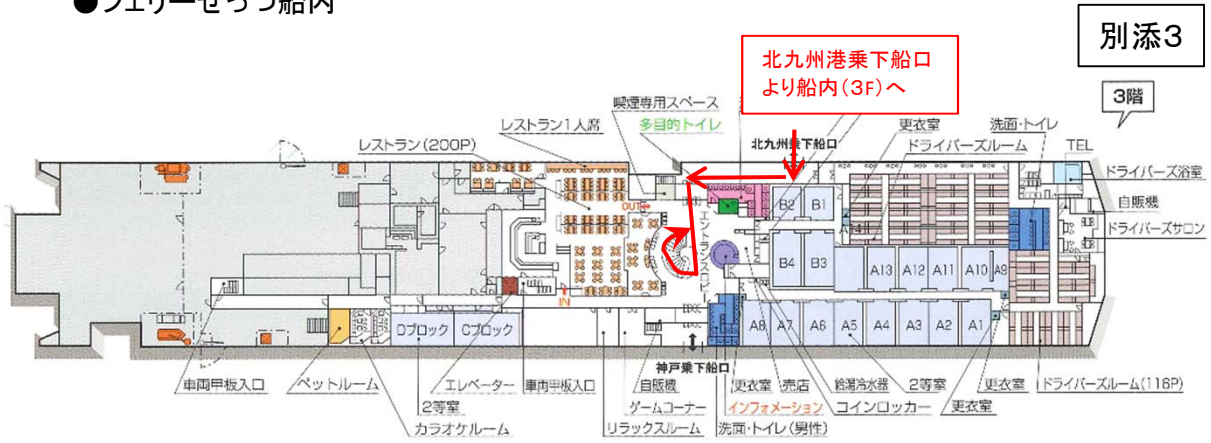 ●フェリーせっつ船内
別添3
北九州港乗下船口
より船内(3F)へ
3階
喫煙専用スペース
多目的トイレ
レストラン1人席
レストラン(200P)
北九州乗下船口
更衣室
ドライバーズルーム
洗面・トイレ
TEL
ドライバーズ浴室
自販機
ドライバーズサロン
OUT
IN
エントランスロビー
B2
B1
B4
B3
A14
A13
A12
A11
A10
A9
A8
A7
A6
A5
A4
A3
A2
A1
Dブロック
Cブロック
神戸乗下船口
車両甲板入口
ペットルーム
エレベーター
車両甲板入口
自販機
更衣室
売店
給湯冷水器
2等室
更衣室
ドライバーズルーム(116P)
2等室
ゲームコーナー
インフォメーション
コインロッカー
更衣室
カラオケルーム
リラックスルーム
洗面・トイレ(男性)